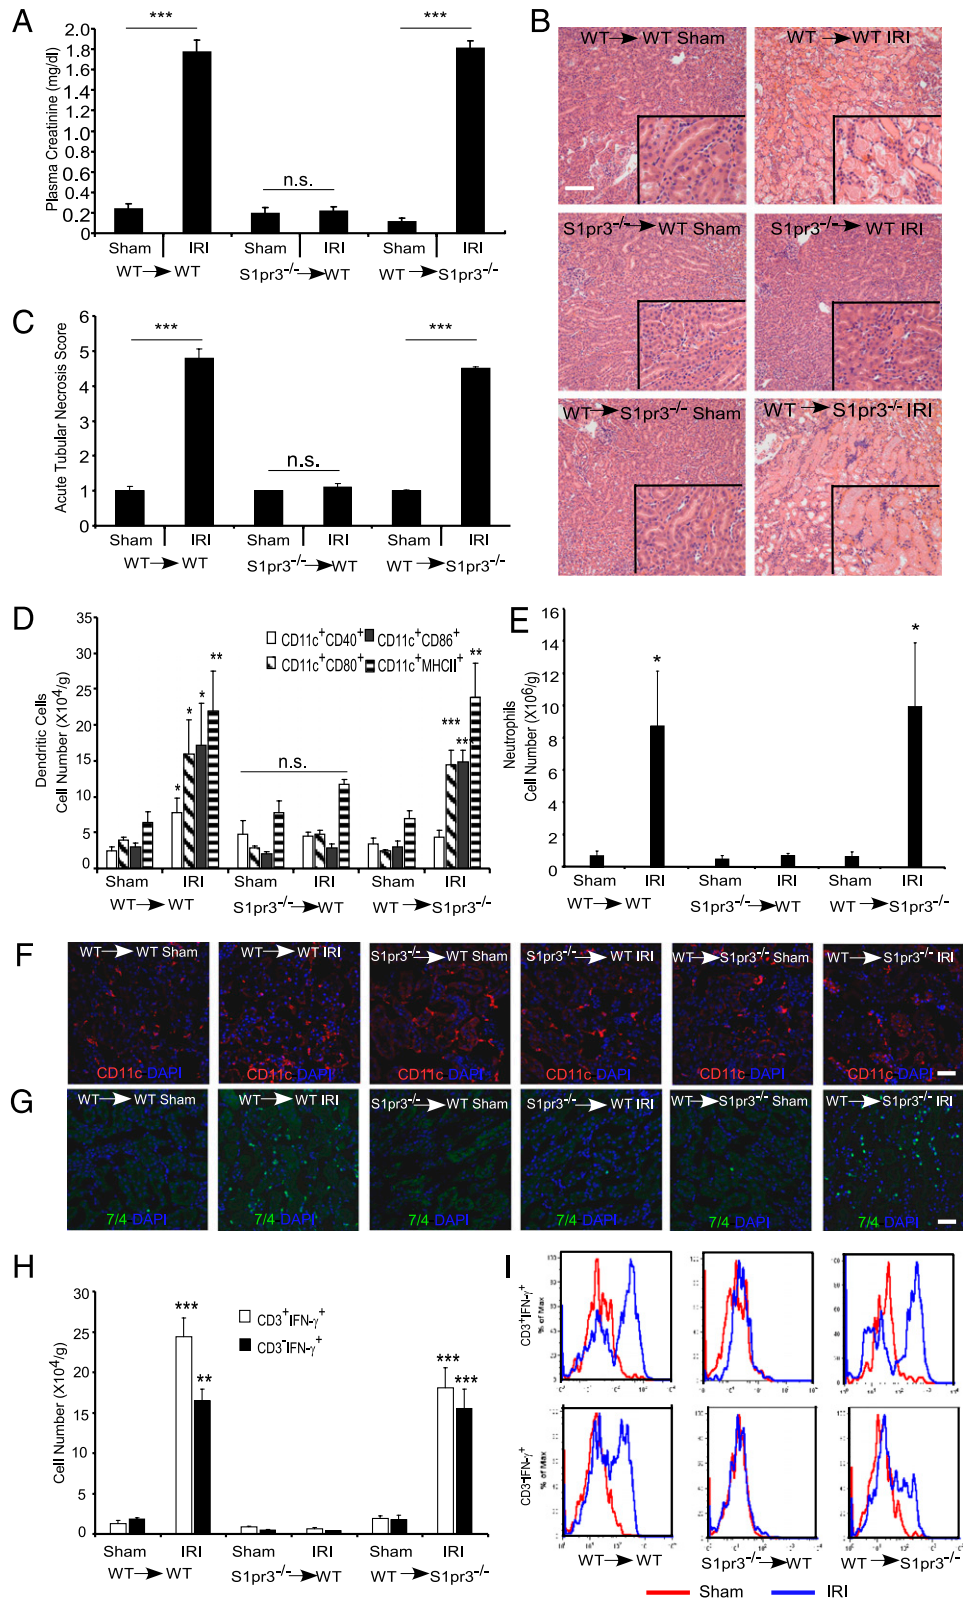 A
Plasma Creatinine (mg/dl)
2.0
1.8
1.6
1.4
1.2
1.0
0.8
0.6
0.4
0.2
0
***
n.s.
***
Sham IRI Sham IRI Sham IRI
WT→WT S1pr3-/-→WT WT→S1pr3-/-
B
WT→WT Sham
WT→WT IRI
S1pr3-/-→WT Sham
S1pr3-/-→WT IRI
WT→S1pr3-/- Sham
WT→S1pr3-/- IRI
C
Acute Tubular Necrosis Score
6
5
4
2
1
0
***
n.s.
***
Sham IRI Sham IRI Sham IRI
WT→WT S1pr3-/-→WT WT→S1pr3-/-
D
Dendritic Cells
Cell Number (X10^4/g)
35
30
25
20
15
10
5
0
CD11c+CD40+ CD11c+CD86+
CD11c+CD80+ CD11c+MHCII+
* * * **
n.s.
*** *** **
Sham IRI Sham IRI Sham IRI
WT→WT S1pr3-/-→WT WT→S1pr3-/-
E
Neutrophils
Cell Number (X10^6/g)
16
14
12
10
8
6
4
2
0
*
*
Sham IRI Sham IRI Sham IRI
WT→WT S1pr3-/-→WT WT→S1pr3-/-
F
WT→WT Sham
WT→WT IRI
S1pr3-/-→WT Sham
S1pr3-/-→WT IRI
WT→S1pr3-/- Sham
WT→S1pr3-/- IRI
CD11c DAPI
CD11c DAPI
CD11c DAPI
CD11c DAPI
CD11c DAPI
CD11c DAPI
G
WT→WT Sham
WT→WT IRI
S1pr3-/-→WT Sham
S1pr3-/-→WT IRI
WT→S1pr3-/- Sham
WT→S1pr3-/- IRI
7/4 DAPI
7/4 DAPI
7/4 DAPI
7/4 DAPI
7/4 DAPI
7/4 DAPI
H
Cell Number (X10^4/g)
30
25
20
15
10
5
0
CD3+IFN-γ+
CD3-IFN-γ+
*** **
*** ***
Sham IRI Sham IRI Sham IRI
WT→WT S1pr3-/-→WT WT→S1pr3-/-
I
CD3+IFN-γ+
% of Max
CD3-IFN-γ+
% of Max
WT→WT S1pr3-/-→WT WT→S1pr3-/-
Sham IRI